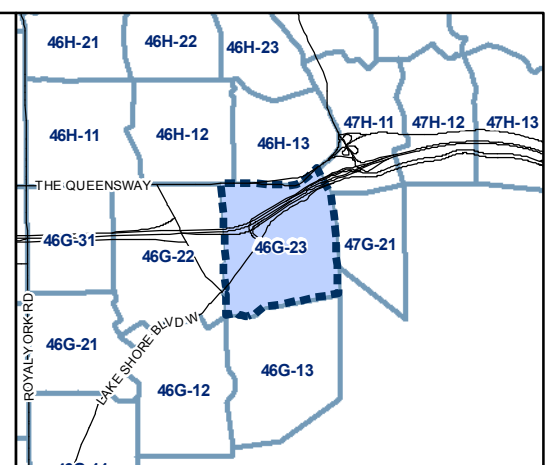 46H-21
46H-22
46H-23
46H-11
46H-12
46H-13
47H-11
47H-12
47H-13
THE QUEENSWAY
46G-31
46G-22
46G-23
47G-21
ROYAL YORK RD
46G-21
LAKE SHORE BLVD W
46G-12
46G-13